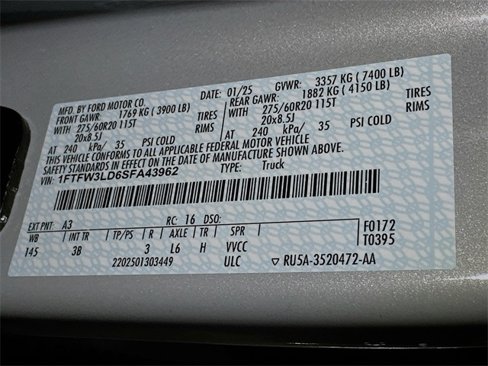 MFD. BY FORD MOTOR CO. 01/25 GVWR: 3357 KG (7400 LB)
FRONT GAWR: 1769 KG (3900 LB) REAR GAWR: 1882 KG (4150 LB)
WITH 275/60R20 115T TIRES WITH 275/60R20 115T TIRES
20x8.5J RIMS 20x8.5J RIMS
AT 240 kPa/ 35 PSI COLD AT 240 kPa/ 35 PSI COLD
THIS VEHICLE CONFORMS TO ALL APPLICABLE FEDERAL MOTOR VEHICLE
SAFETY STANDARDS IN EFFECT ON THE DATE OF MANUFACTURE SHOWN ABOVE.
VIN: 1FTFW3LD6SFA43962 TYPE: Truck
EXT PNT: A3 RC: 16 DSO: F0172
WB INT TR TP/PS R AXLE TR SPR T0395
145 3B 3 L6 H VVCC
2202501303449 ULC ▽ RU5A-3520472-AA